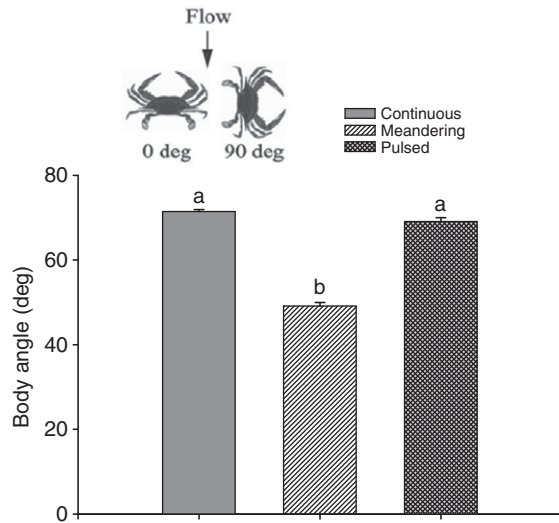 Flow
0 deg 90 deg
Continuous
Meandering
Pulsed
80
60
40
20
0
Body angle (deg)
a
b
a